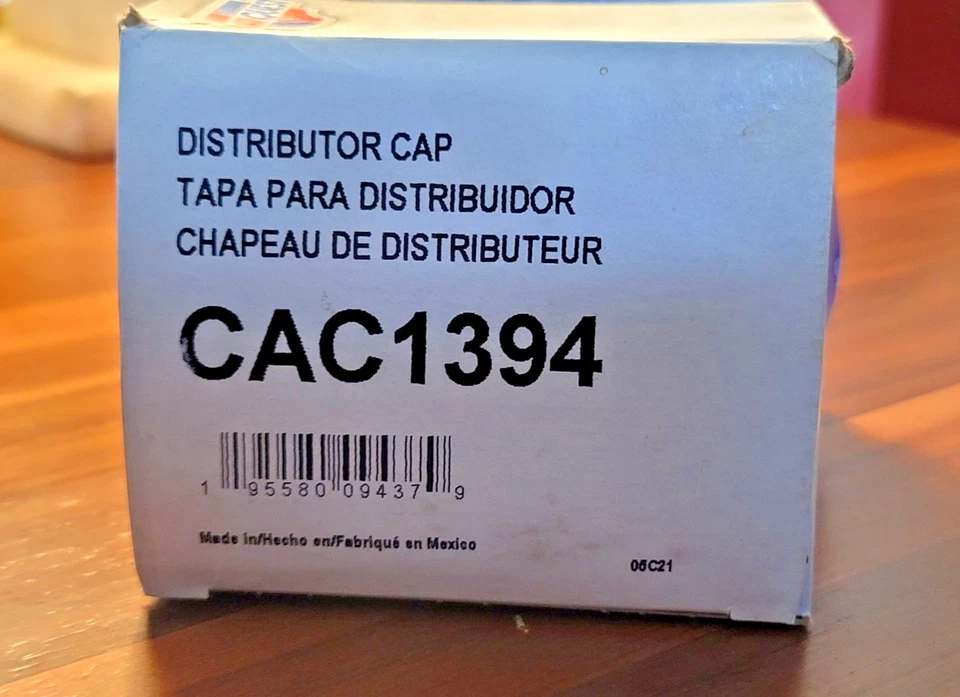 DISTRIBUTOR CAP
TAPA PARA DISTRIBUIDOR
CHAPEAU DE DISTRIBUTEUR
CAC1394
1 95580 09437 9
Made in/Hecho en/Fabriqué en Mexico
05C21